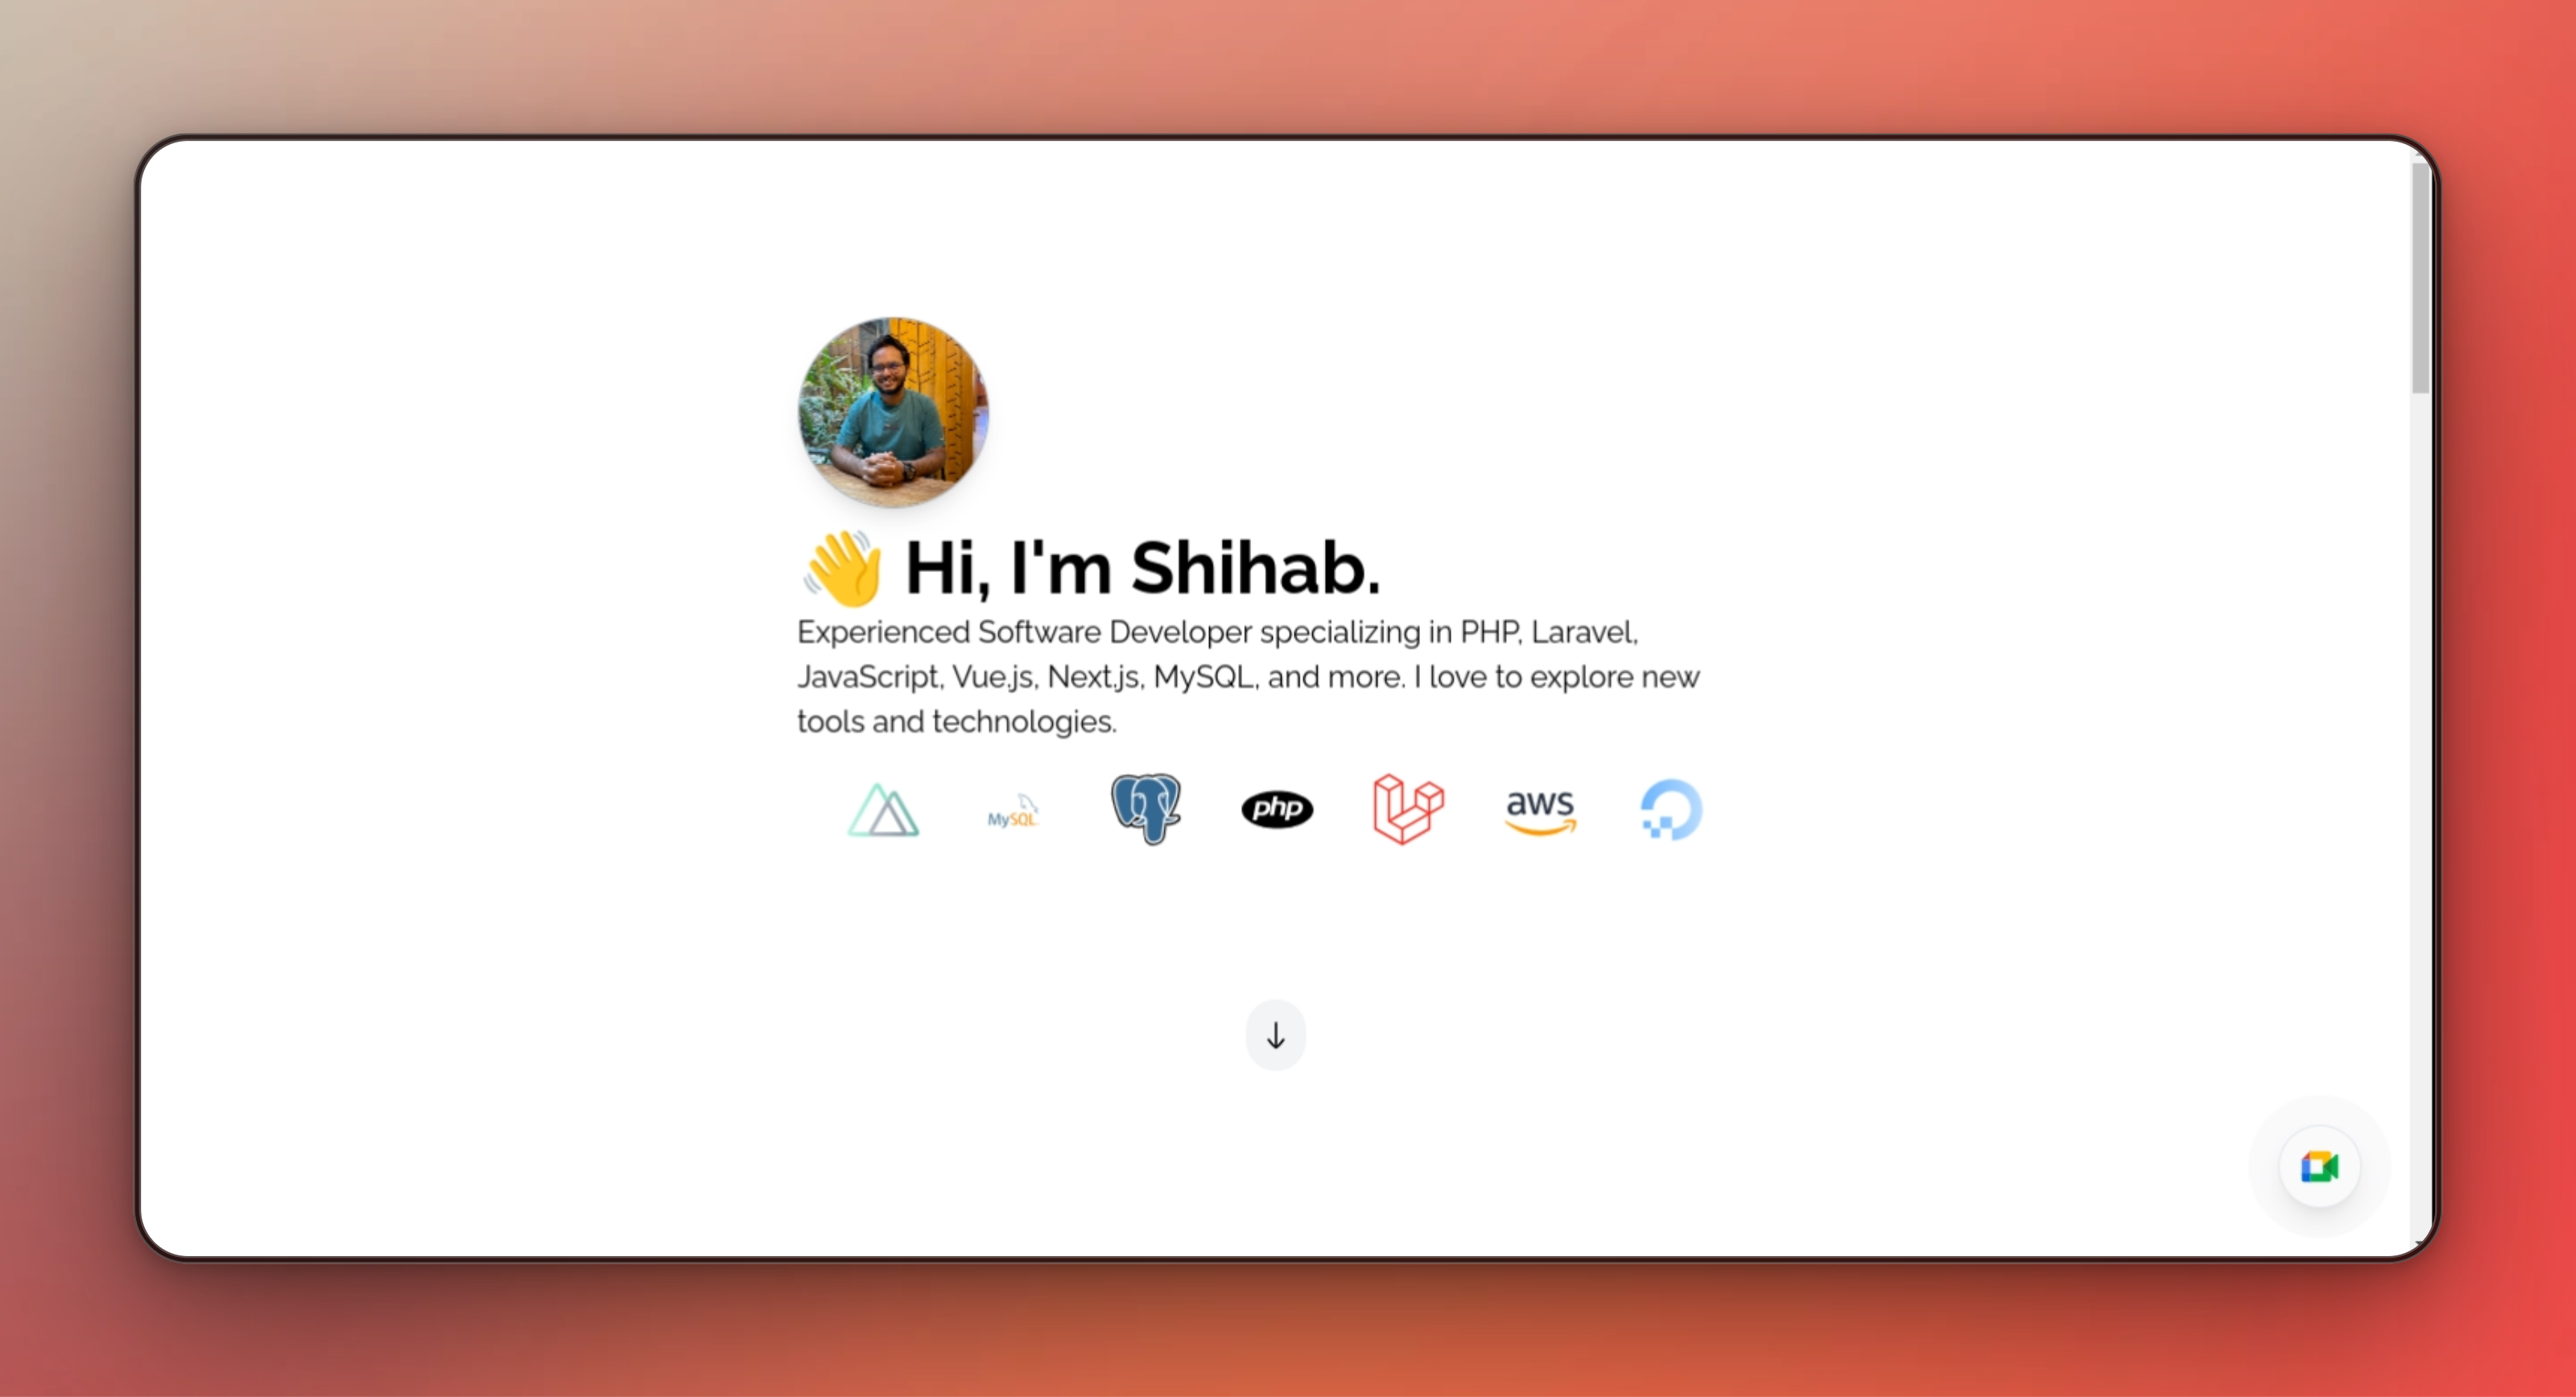 👋 Hi, I'm Shihab.
Experienced Software Developer specializing in PHP, Laravel,
JavaScript, Vue.js, Next.js, MySQL, and more. I love to explore new
tools and technologies.
MySQL php aws